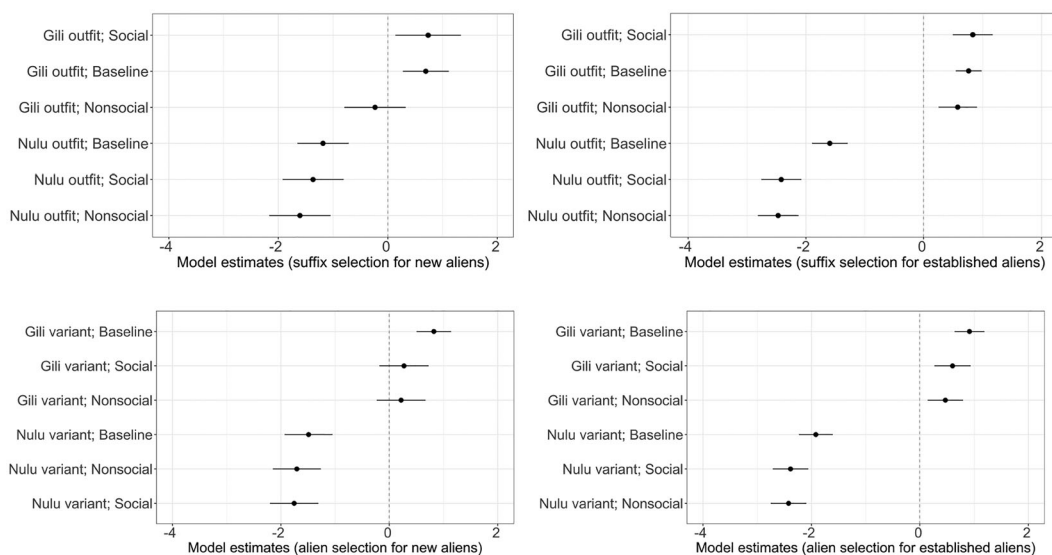 Gili outfit; Social
Gili outfit; Baseline
Gili outfit; Nonsocial
Nulu outfit; Baseline
Nulu outfit; Social
Nulu outfit; Nonsocial
-4 -2 0 2
Model estimates (suffix selection for new aliens)
Gili outfit; Social
Gili outfit; Baseline
Gili outfit; Nonsocial
Nulu outfit; Baseline
Nulu outfit; Social
Nulu outfit; Nonsocial
-4 -2 0 2
Model estimates (suffix selection for established aliens)
Gili variant; Baseline
Gili variant; Social
Gili variant; Nonsocial
Nulu variant; Baseline
Nulu variant; Nonsocial
Nulu variant; Social
-4 -2 0 2
Model estimates (alien selection for new aliens)
Gili variant; Baseline
Gili variant; Social
Gili variant; Nonsocial
Nulu variant; Baseline
Nulu variant; Social
Nulu variant; Nonsocial
-4 -2 0 2
Model estimates (alien selection for established aliens)